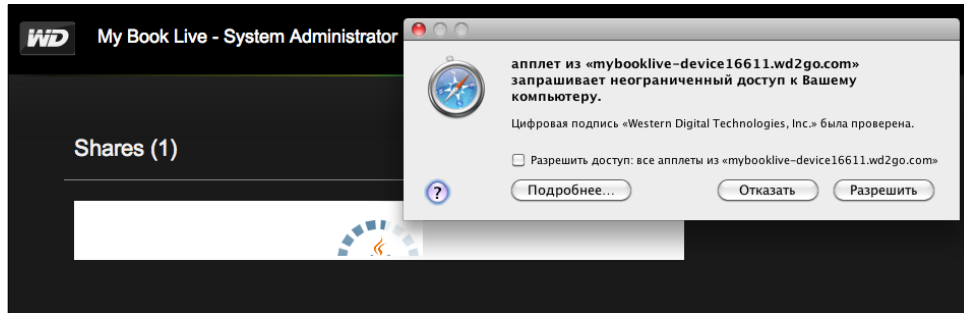 WD My Book Live - System Administrator
апплет из «mybooklive-device16611.wd2go.com»
запрашивает неограниченный доступ к Вашему
компьютеру.
Цифровая подпись «Western Digital Technologies, Inc.» была проверена.
Разрешить доступ: все апплеты из «mybooklive-device16611.wd2go.com»
? Подробнее... Отказать Разрешить
Shares (1)